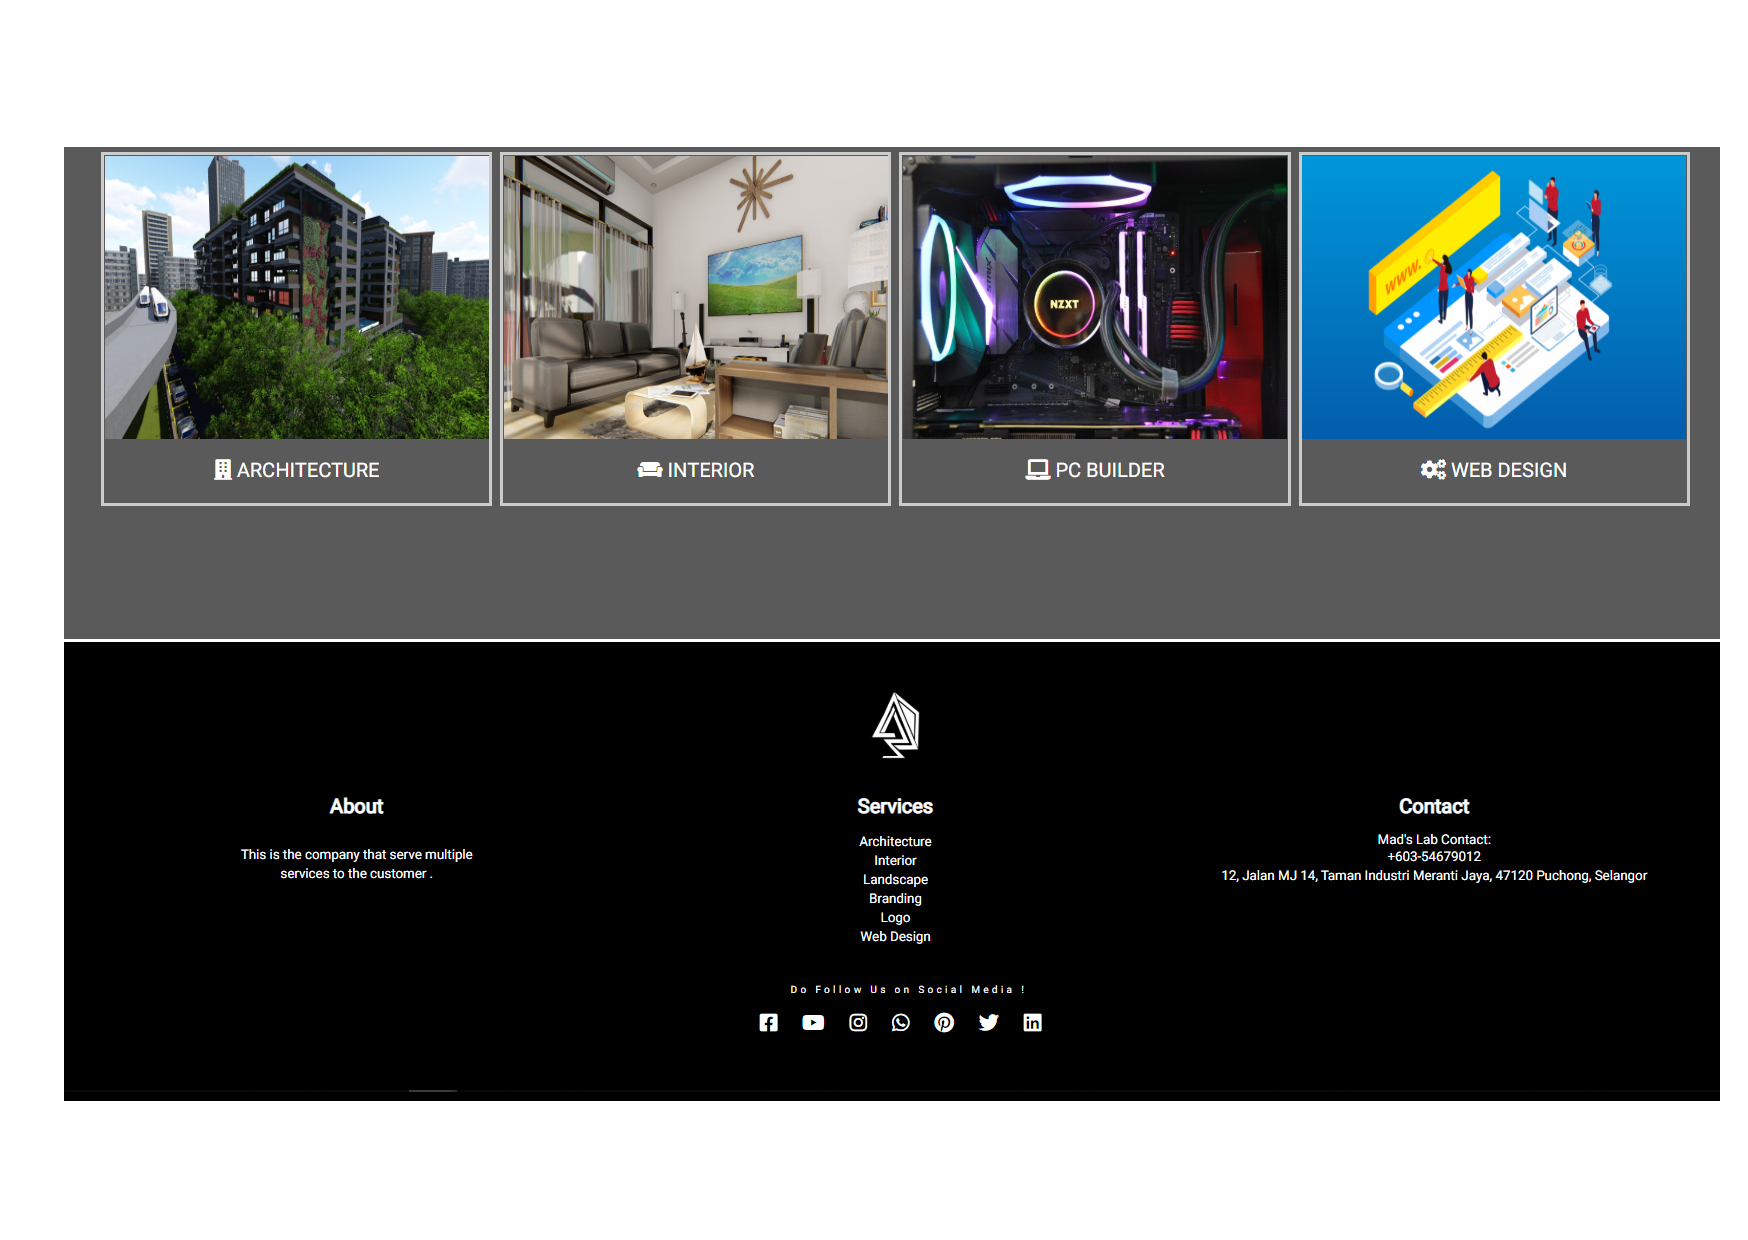 www.
NZXT
ARCHITECTURE
INTERIOR
PC BUILDER
WEB DESIGN
About
This is the company that serve multiple
services to the customer .
Services
Architecture
Interior
Landscape
Branding
Logo
Web Design
Contact
Mad's Lab Contact:
+603-54679012
12, Jalan MJ 14, Taman Industri Meranti Jaya, 47120 Puchong, Selangor
Do Follow Us on Social Media !